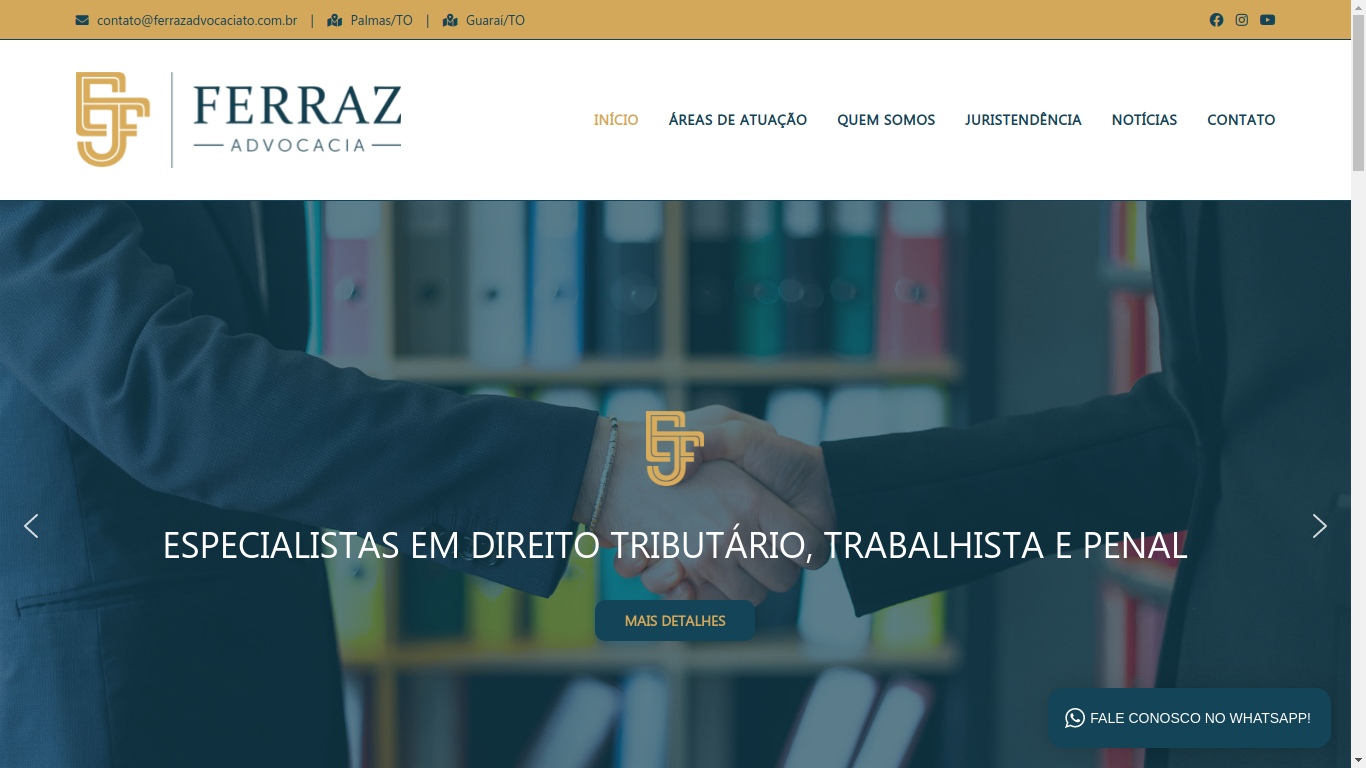 contato@ferrazadvocaciato.com.br | Palmas/TO | Guaraí/TO
FERRAZ
ADVOCACIA
INÍCIO ÁREAS DE ATUAÇÃO QUEM SOMOS JURISTENDÊNCIA NOTÍCIAS CONTATO
ESPECIALISTAS EM DIREITO TRIBUTÁRIO, TRABALHISTA E PENAL
MAIS DETALHES
FALE CONOSCO NO WHATSAPP!